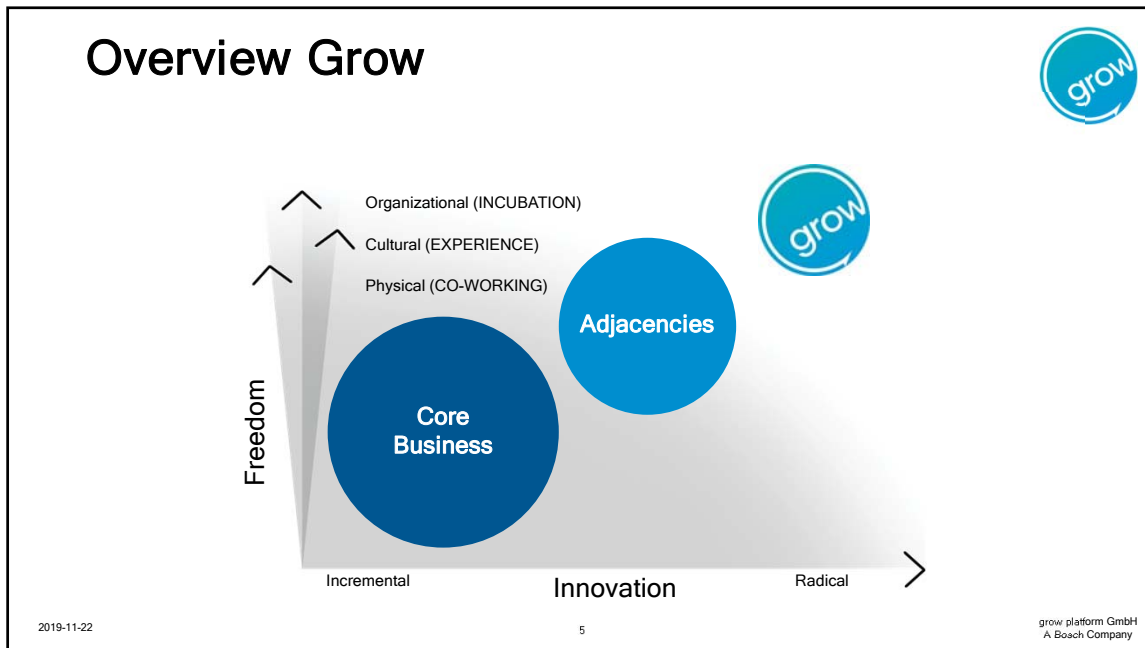 Overview Grow
grow
grow
Organizational (INCUBATION)
Cultural (EXPERIENCE)
Physical (CO-WORKING)
Adjacencies
Core
Business
Freedom
Incremental
Innovation
Radical
2019-11-22
5
grow platform GmbH
A Bosch Company